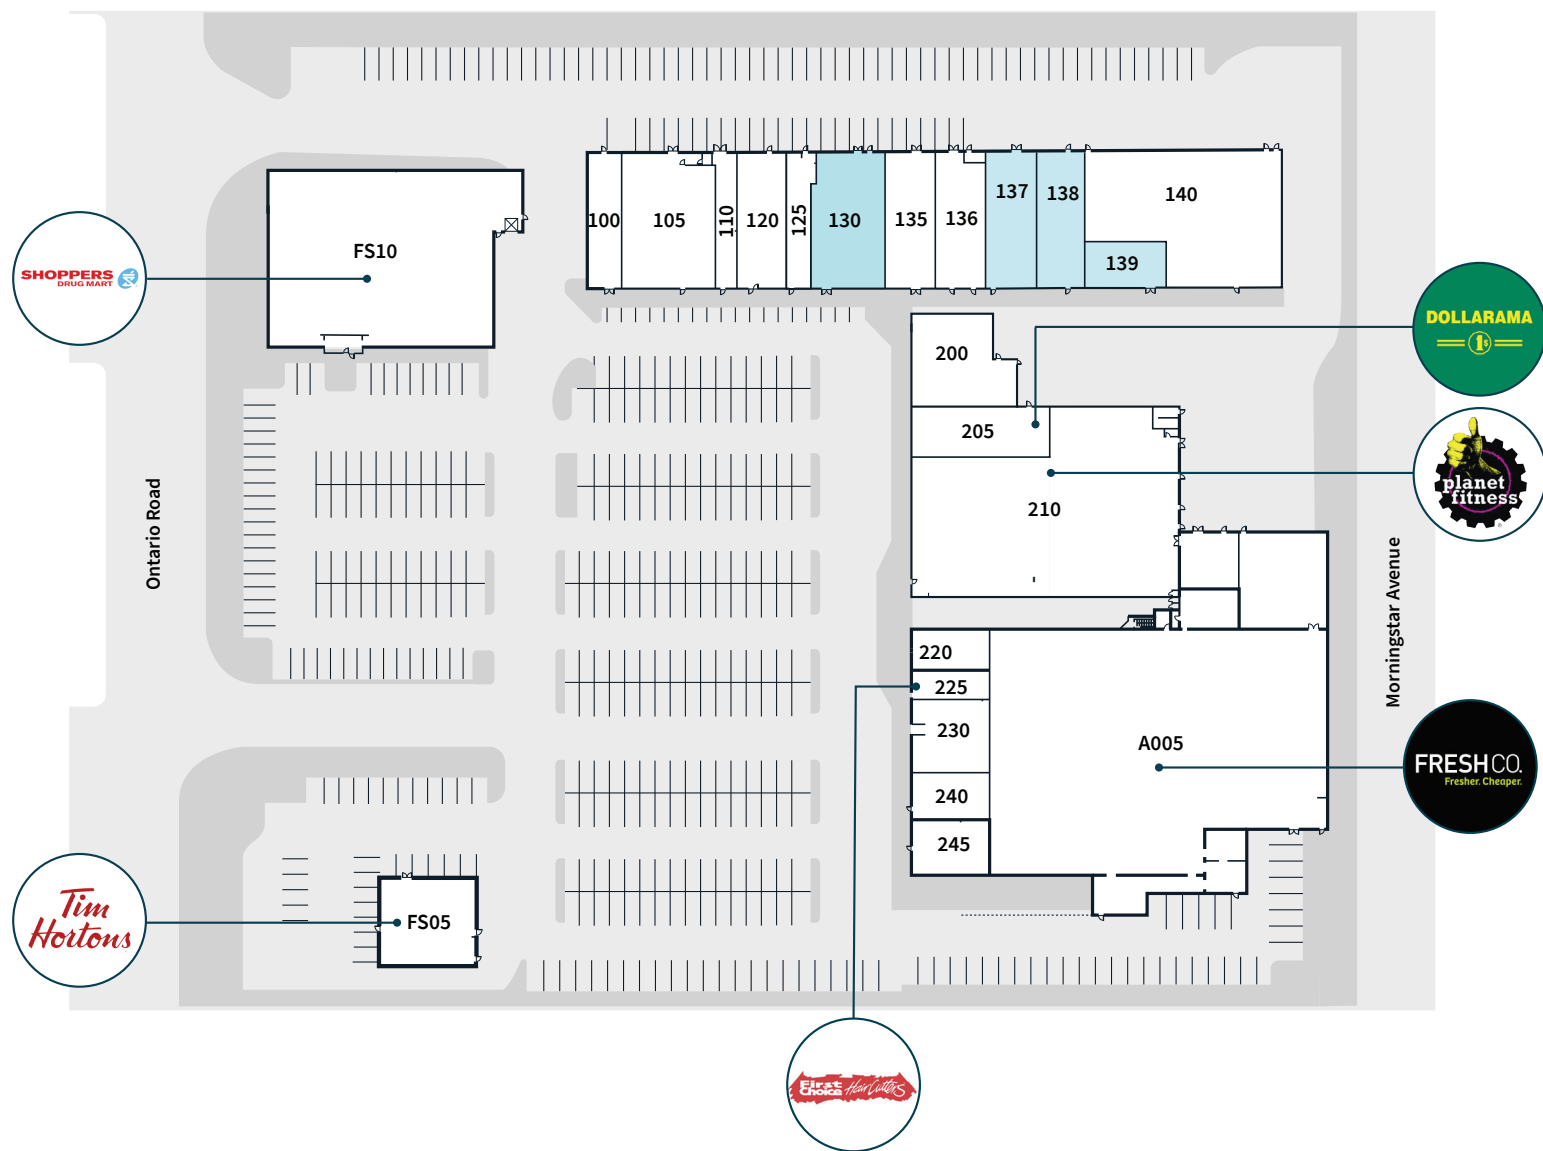 100
105
110
120
125
130
135
136
137
138
139
140
FS10
SHOPPERS
DRUG MART
DOLLARAMA
1$
200
205
210
planet
fitness
Ontario Road
Morningstar Avenue
220
225
230
240
245
A005
FRESHCO.
Fresher. Cheaper.
FS05
Tim
Hortons
First
Choice
HairCutters